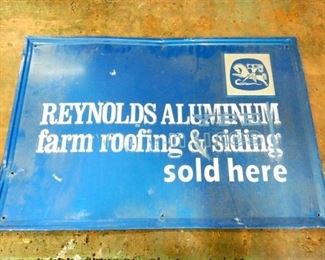 REYNOLDS ALUMINUM
farm roofing & siding
sold here